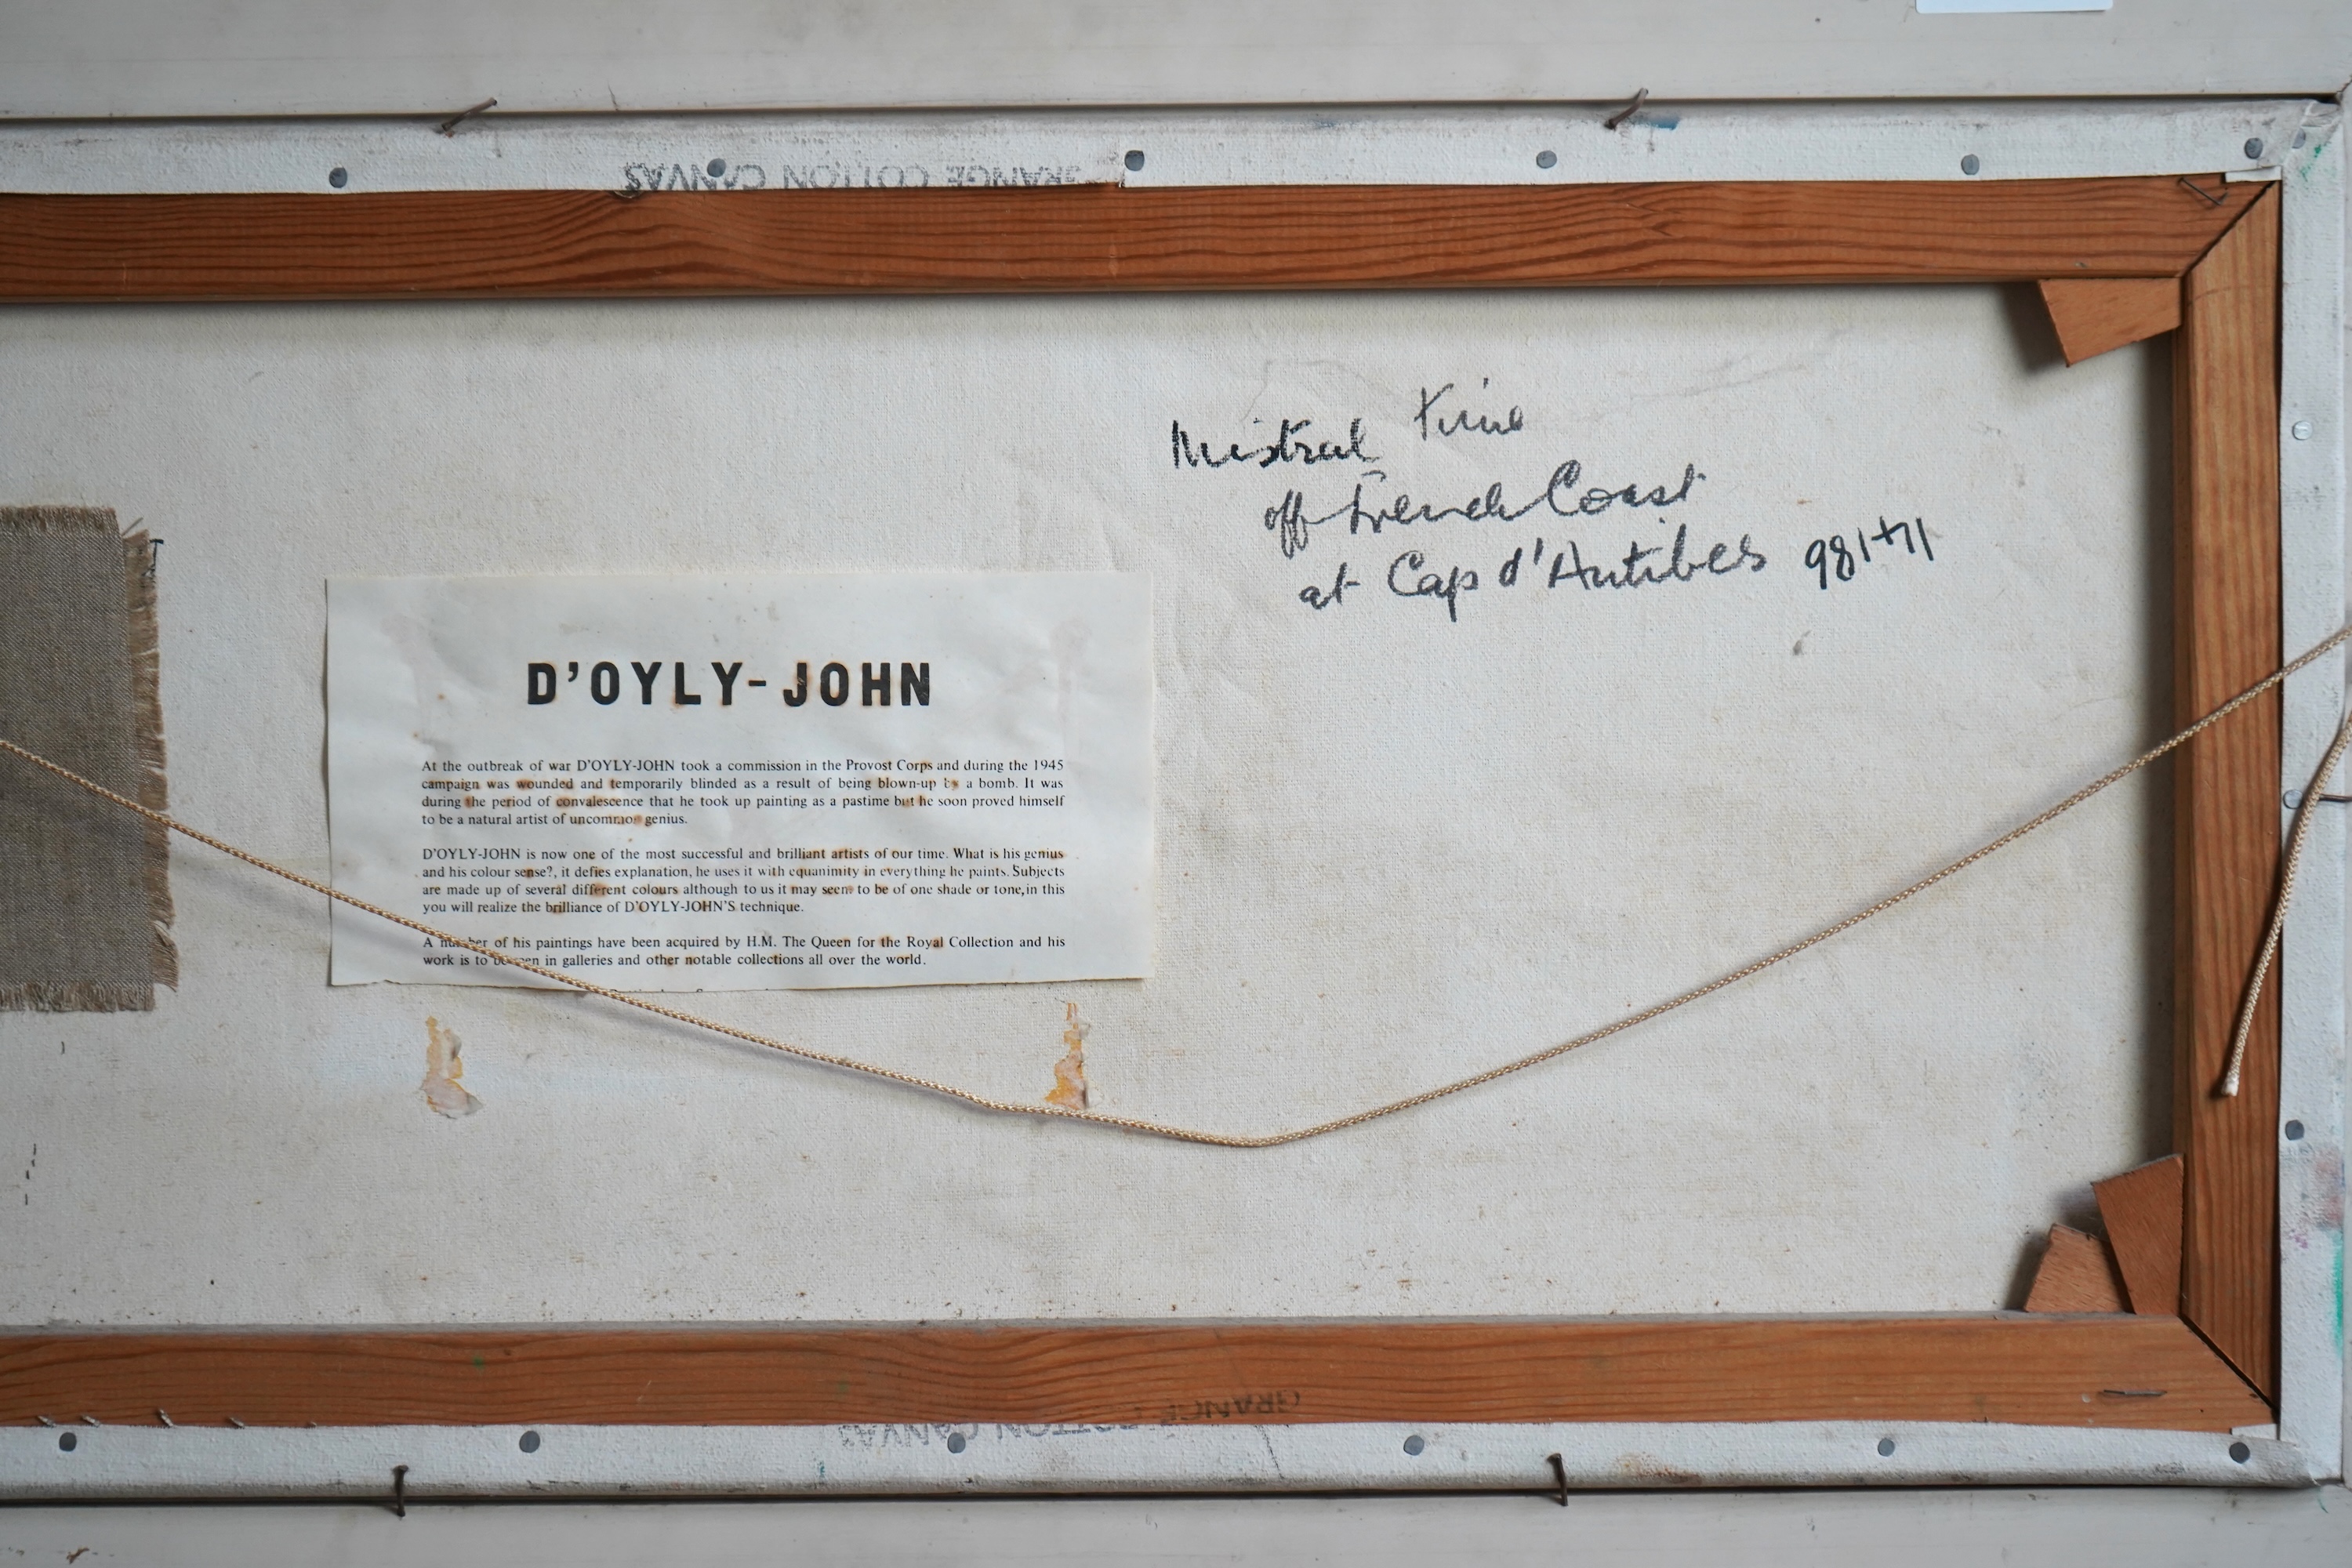 GRANGE COTTON CANVAS
Mistral time
off French Coast
at Cap d'Antibes 981+71
D'OYLY-JOHN
At the outbreak of war D'OYLY-JOHN took a commission in the Provost Corps and during the 1945
campaign was wounded and temporarily blinded as a result of being blown-up by a bomb. It was
during the period of convalescence that he took up painting as a pastime but he soon proved himself
to be a natural artist of uncommon genius.
D'OYLY-JOHN is now one of the most successful and brilliant artists of our time. What is his genius
and his colour sense?, it defies explanation, he uses it with equanimity in everything he paints. Subjects
are made up of several different colours although to us it may seem to be of one shade or tone, in this
you will realize the brilliance of D'OYLY-JOHN'S technique.
A number of his paintings have been acquired by H.M. The Queen for the Royal Collection and his
work is to be seen in galleries and other notable collections all over the world.
GRANGE COTTON CANVAS